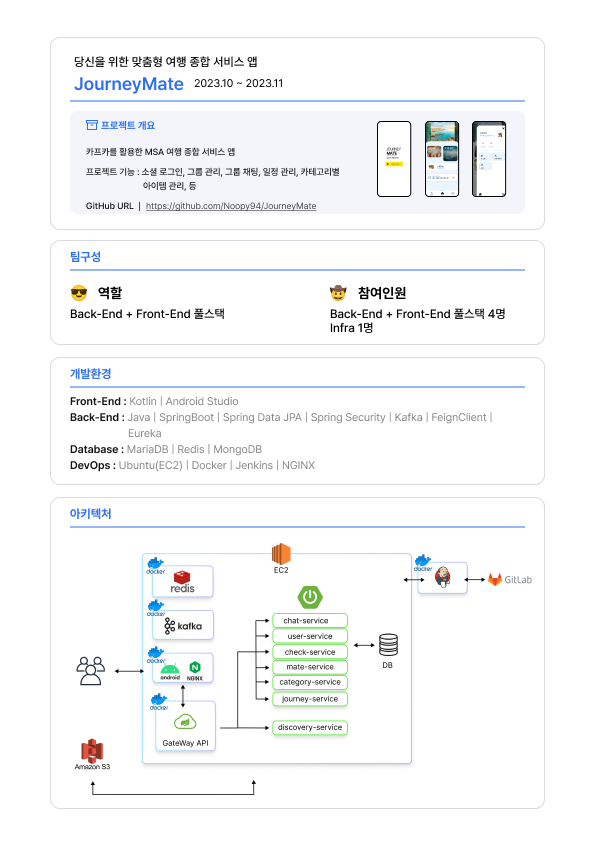 당신을 위한 맞춤형 여행 종합 서비스 앱
JourneyMate 2023.10 ~ 2023.11
프로젝트 개요
카프카를 활용한 MSA 여행 종합 서비스 앱
프로젝트 기능 : 소셜 로그인, 그룹 관리, 그룹 채팅, 일정 관리, 카테고리별
아이템 관리, 등
GitHub URL | https://github.com/Noopy94/JourneyMate
JOURNEY
MATE
팀구성
역할
Back-End + Front-End 풀스택
참여인원
Back-End + Front-End 풀스택 4명
Infra 1명
개발환경
Front-End : Kotlin | Android Studio
Back-End : Java | SpringBoot | Spring Data JPA | Spring Security | Kafka | FeignClient |
Eureka
Database : MariaDB | Redis | MongoDB
DevOps : Ubuntu(EC2) | Docker | Jenkins | NGINX
아키텍처
EC2
docker
redis
docker
kafka
docker
android
NGINX
docker
GateWay API
chat-service
user-service
check-service
mate-service
category-service
journey-service
discovery-service
DB
docker
GitLab
Amazon S3